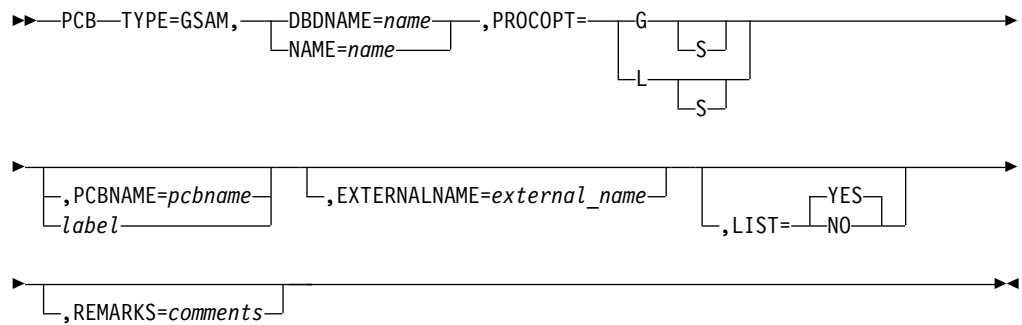 PCB TYPE=GSAM, DBDNAME=name ,PROCOPT= G
NAME=name S
L
S
,PCBNAME=pcbname ,EXTERNALNAME=external_name YES
label ,LIST= NO
,REMARKS=comments